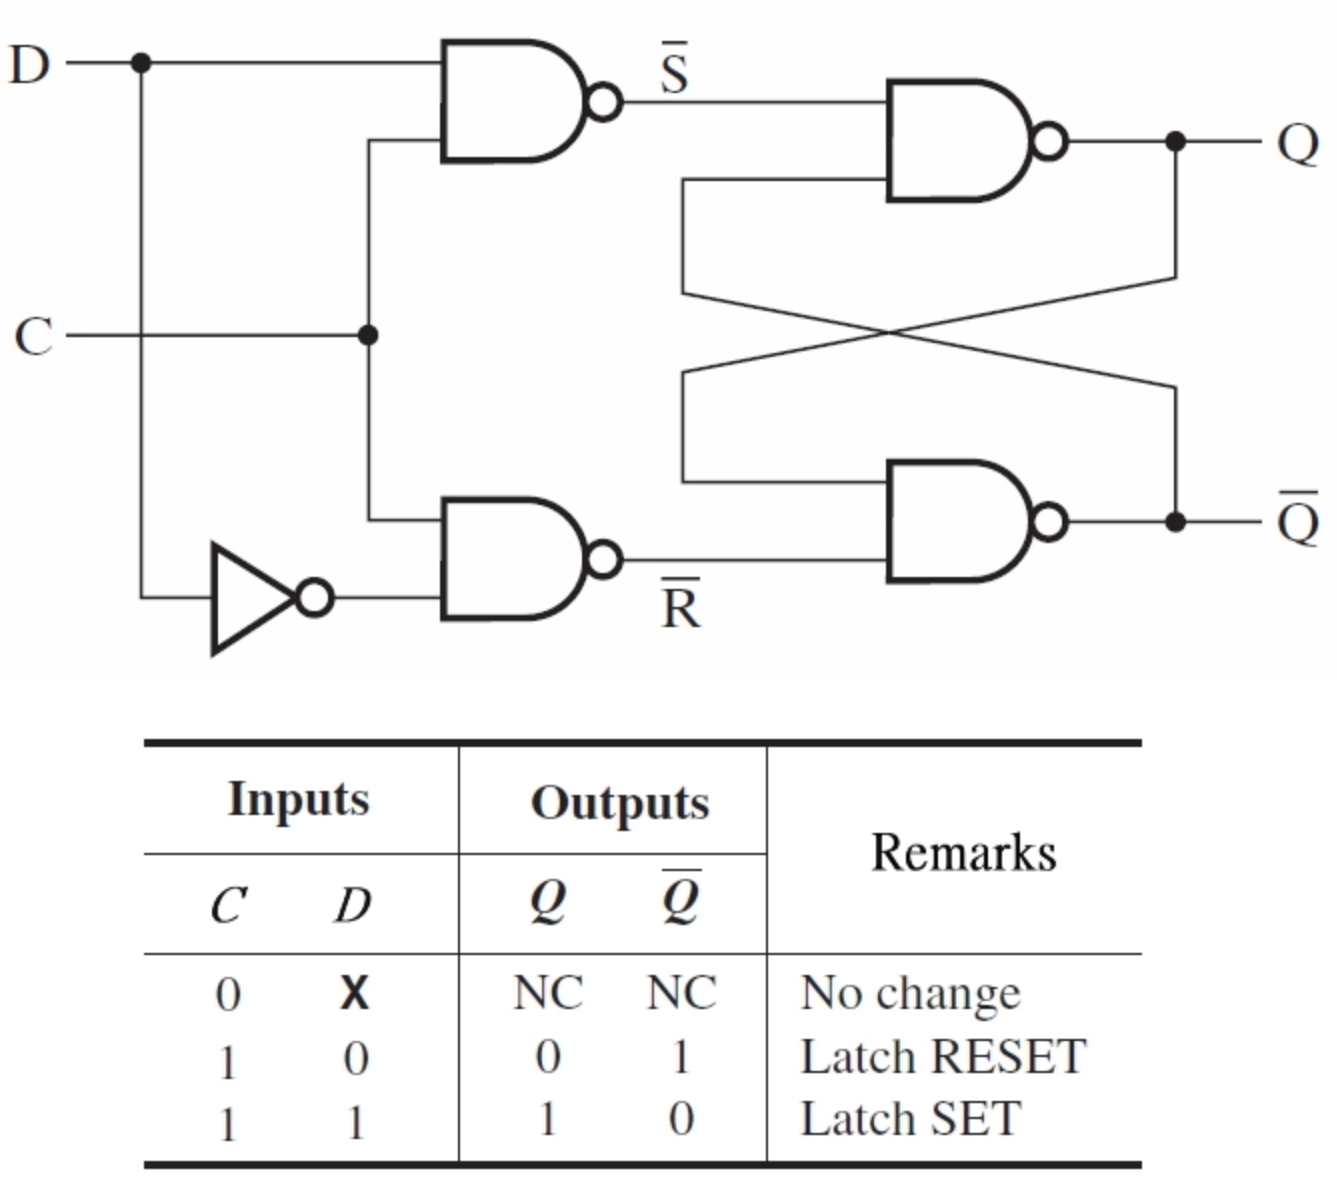 D
S̅
Q
C
Q̅
R̅
Inputs Outputs Remarks
C D Q Q̅
0 X NC NC No change
1 0 0 1 Latch RESET
1 1 1 0 Latch SET